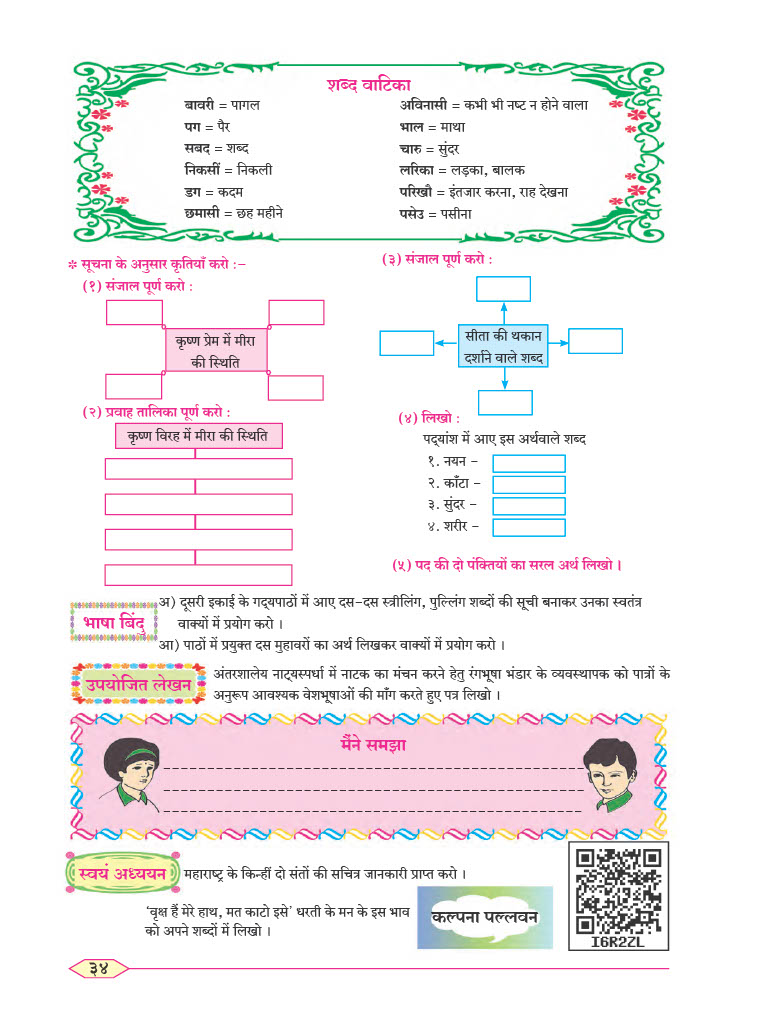 शब्द वाटिका
बावरी = पागल
पग = पैर
सबद = शब्द
निकसीं = निकली
डग = कदम
छमासी = छह महीने
अविनासी = कभी भी नष्ट न होने वाला
भाल = माथा
चारु = सुंदर
लरिका = लड़का, बालक
परिखौ = इंतजार करना, राह देखना
पसेउ = पसीना
* सूचना के अनुसार कृतियाँ करो :-
(१) संजाल पूर्ण करो :
कृष्ण प्रेम में मीरा
की स्थिति
(२) प्रवाह तालिका पूर्ण करो :
कृष्ण विरह में मीरा की स्थिति
(३) संजाल पूर्ण करो :
सीता की थकान
दर्शाने वाले शब्द
(४) लिखो :
पद्यांश में आए इस अर्थवाले शब्द
१. नयन -
२. काँटा -
३. सुंदर -
४. शरीर -
(५) पद की दो पंक्तियों का सरल अर्थ लिखो ।
भाषा बिंदु
अ) दूसरी इकाई के गद्यपाठों में आए दस-दस स्त्रीलिंग, पुल्लिंग शब्दों की सूची बनाकर उनका स्वतंत्र
वाक्यों में प्रयोग करो ।
आ) पाठों में प्रयुक्त दस मुहावरों का अर्थ लिखकर वाक्यों में प्रयोग करो ।
उपयोजित लेखन
अंतरशालेय नाट्यस्पर्धा में नाटक का मंचन करने हेतु रंगभूषा भंडार के व्यवस्थापक को पात्रों के
अनुरूप आवश्यक वेशभूषाओं की माँग करते हुए पत्र लिखो ।
मैंने समझा
स्वयं अध्ययन
महाराष्ट्र के किन्हीं दो संतों की सचित्र जानकारी प्राप्त करो ।
‘वृक्ष हैं मेरे हाथ, मत काटो इसे’ धरती के मन के इस भाव
को अपने शब्दों में लिखो ।
कल्पना पल्लवन
I6R2ZL
३४